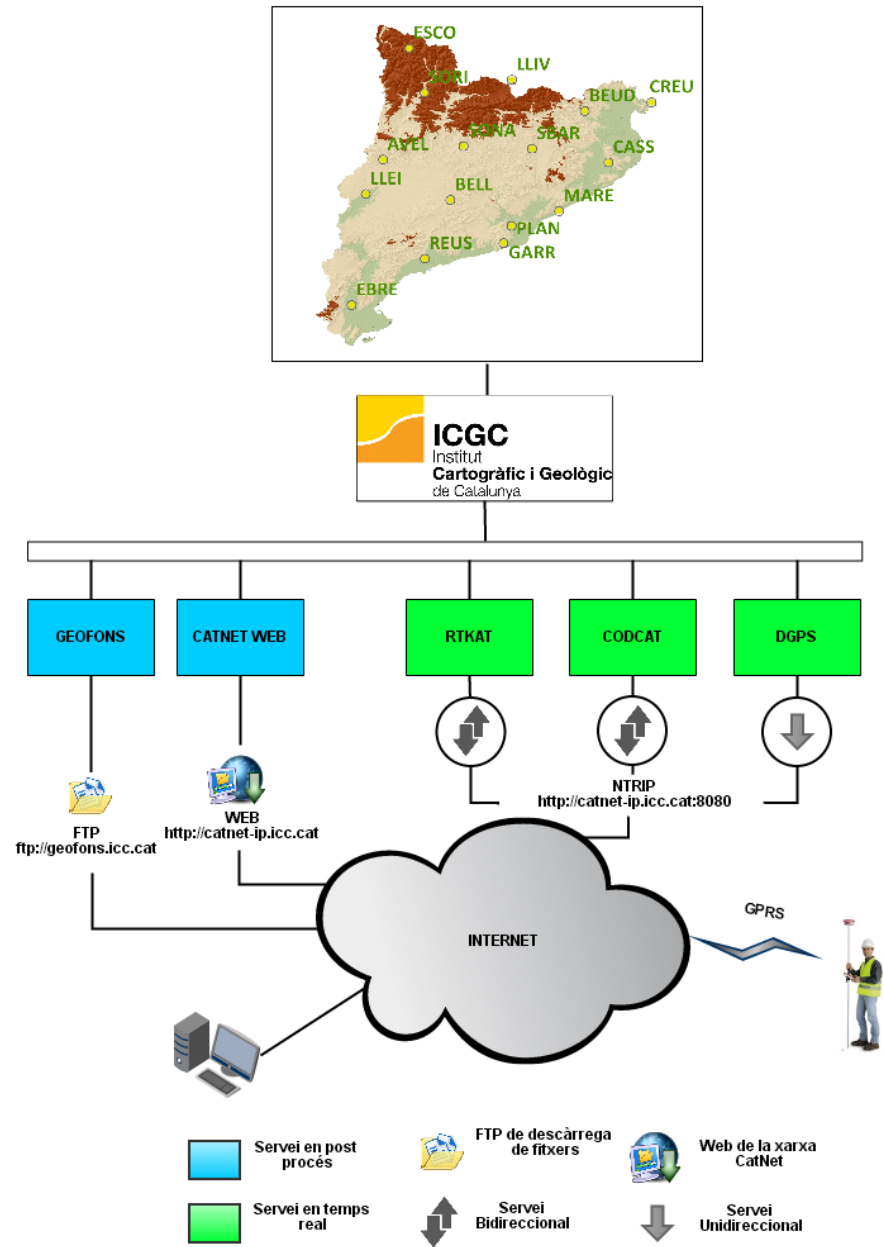 ESCO
LLIV
SORI
CREU
BEUD
SONA
SBAR
AVEL
CASS
LLEI
BELL
MARE
PLAN
REUS
GARR
EBRE
ICGC
Institut
Cartogràfic i Geològic
de Catalunya
GEOFONS
CATNET WEB
RTKAT
CODCAT
DGPS
NTRIP
http://catnet-ip.icc.cat:8080
WEB
http://catnet-ip.icc.cat
FTP
ftp://geofons.icc.cat
GPRS
INTERNET
Servei en post
procés
FTP de descàrrega
de fitxers
Web de la xarxa
CatNet
Servei en temps
real
Servei
Bidireccional
Servei
Unidireccional